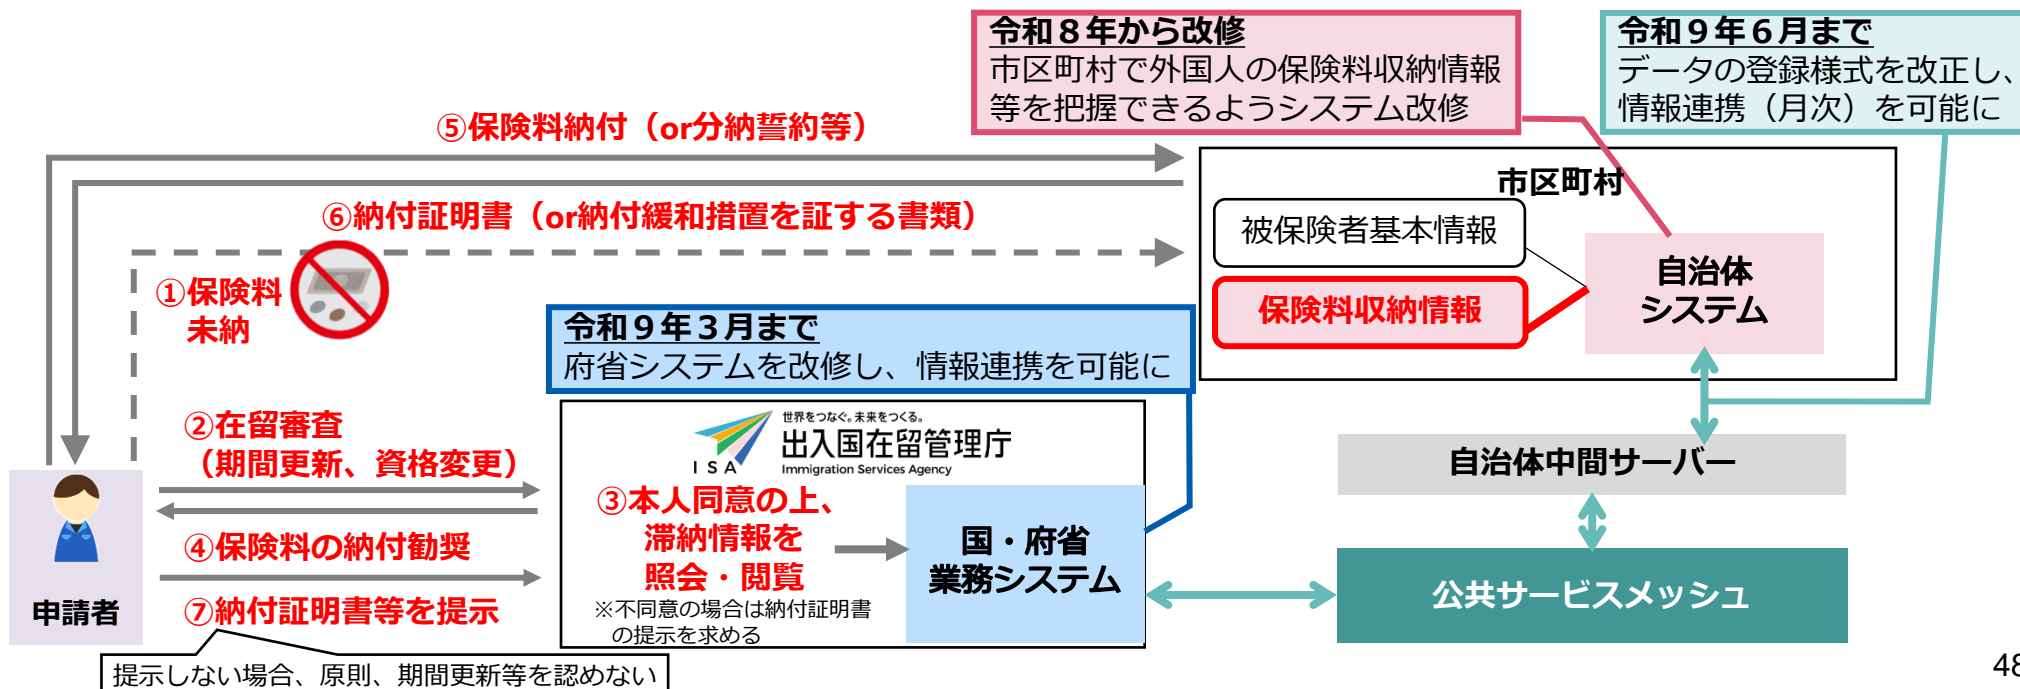 令和８年から改修
市区町村で外国人の保険料収納情報
等を把握できるようシステム改修
令和９年６月まで
データの登録様式を改正し、
情報連携（月次）を可能に
⑤保険料納付（or分納誓約等）
市区町村
⑥納付証明書（or納付緩和措置を証する書類）
被保険者基本情報
保険料収納情報
自治体
システム
①保険料
未納
令和９年３月まで
府省システムを改修し、情報連携を可能に
②在留審査
（期間更新、資格変更）
世界をつなぐ。未来をつくる。
出入国在留管理庁
ISA
Immigration Services Agency
自治体中間サーバー
③本人同意の上、
滞納情報を
照会・閲覧
※不同意の場合は納付証明書
の提示を求める
国・府省
業務システム
④保険料の納付勧奨
公共サービスメッシュ
申請者
⑦納付証明書等を提示
提示しない場合、原則、期間更新等を認めない
48